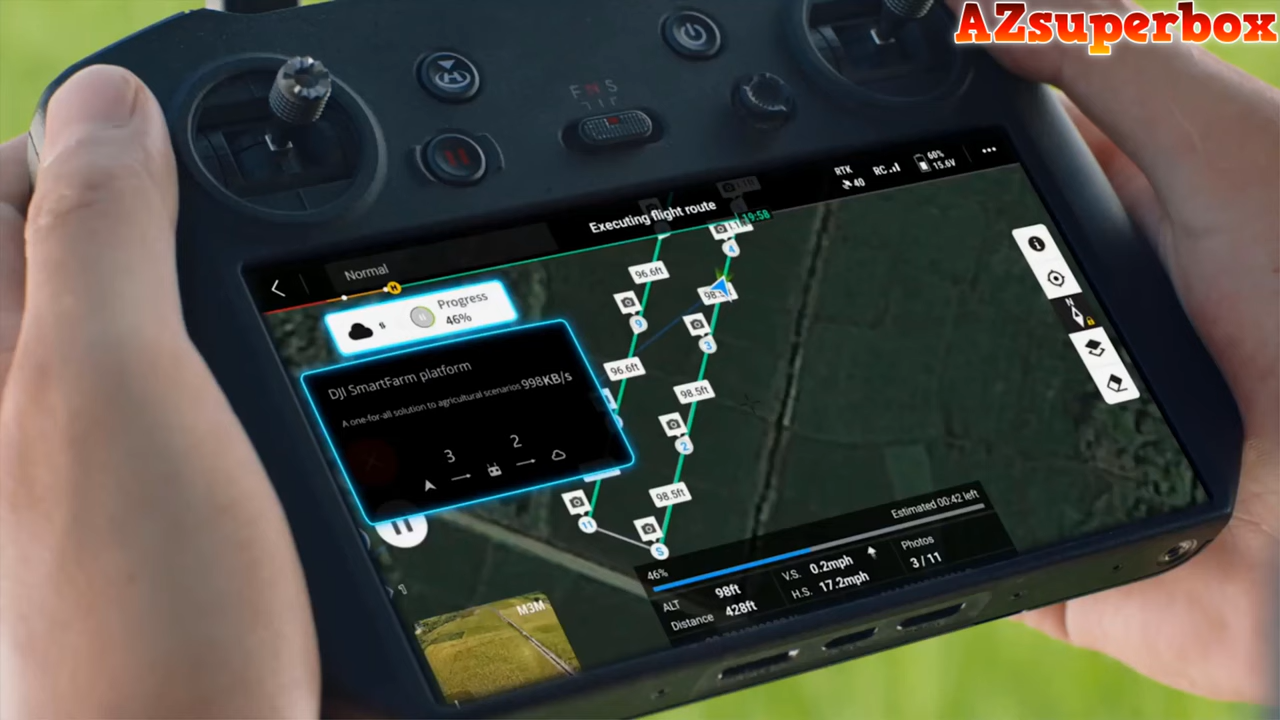 AZsuperbox
F N S
RTK
40
RC
60%
15.6V
Executing flight route
19:58
Normal
H
Progress
46%
DJI SmartFarm platform
A one-for-all solution to agricultural scenarios 998KB/s
3
2
96.6ft
4
9
3
96.6ft
98.5ft
2
98.5ft
11
S
N
Estimated 00:42 left
46%
ALT
98ft
V.S.
0.2mph
Photos
Distance
428ft
H.S.
17.2mph
3/11
M3M